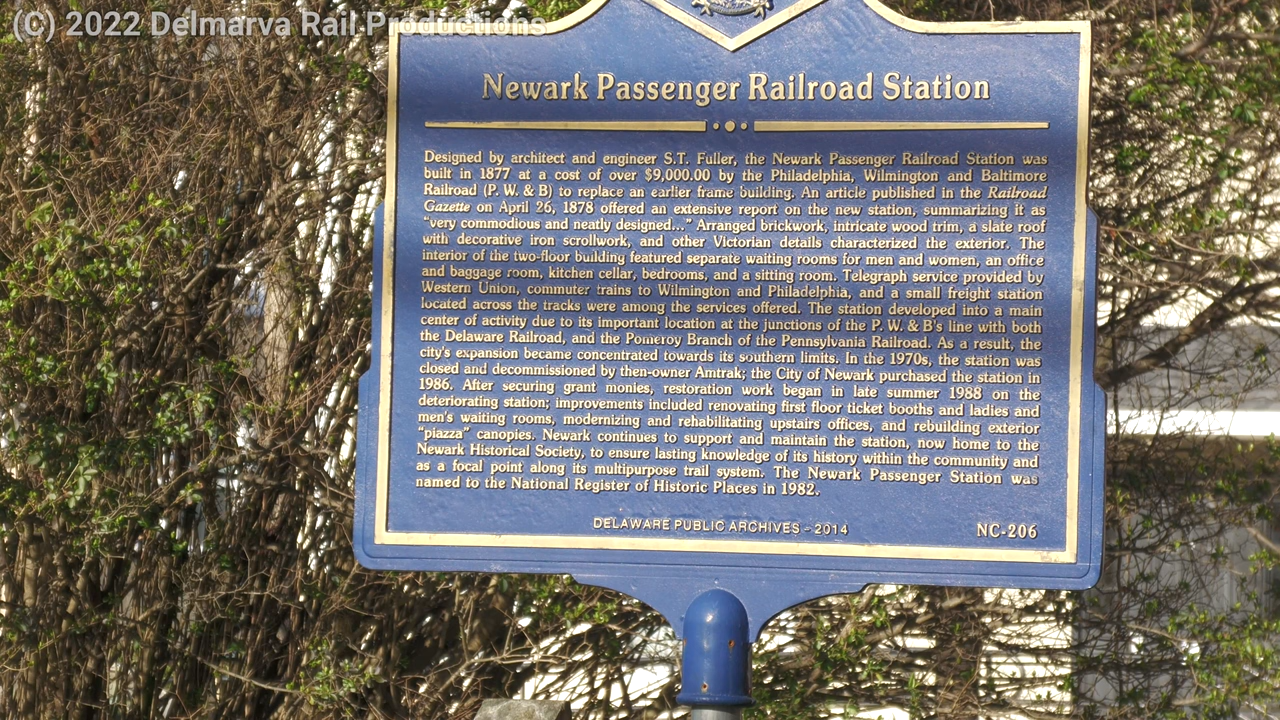 (C) 2022 Delmarva Rail Productions
Newark Passenger Railroad Station
Designed by architect and engineer S.T. Fuller, the Newark Passenger Railroad Station was
built in 1877 at a cost of over $9,000.00 by the Philadelphia, Wilmington and Baltimore
Railroad (P. W. & B) to replace an earlier frame building. An article published in the Railroad
Gazette on April 26, 1878 offered an extensive report on the new station, summarizing it as
“very commodious and neatly designed...” Arranged brickwork, intricate wood trim, a slate roof
with decorative iron scrollwork, and other Victorian details characterized the exterior. The
interior of the two-floor building featured separate waiting rooms for men and women, an office
and baggage room, kitchen cellar, bedrooms, and a sitting room. Telegraph service provided by
Western Union, commuter trains to Wilmington and Philadelphia, and a small freight station
located across the tracks were among the services offered. The station developed into a main
center of activity due to its important location at the junctions of the P. W. & B's line with both
the Delaware Railroad, and the Pomeroy Branch of the Pennsylvania Railroad. As a result, the
city's expansion became concentrated towards its southern limits. In the 1970s, the station was
closed and decommissioned by then-owner Amtrak; the City of Newark purchased the station in
1986. After securing grant monies, restoration work began in late summer 1988 on the
deteriorating station; improvements included renovating first floor ticket booths and ladies and
men's waiting rooms, modernizing and rehabilitating upstairs offices, and rebuilding exterior
“piazza” canopies. Newark continues to support and maintain the station, now home to the
Newark Historical Society, to ensure lasting knowledge of its history within the community and
as a focal point along its multipurpose trail system. The Newark Passenger Station was
named to the National Register of Historic Places in 1982.
DELAWARE PUBLIC ARCHIVES - 2014
NC-206